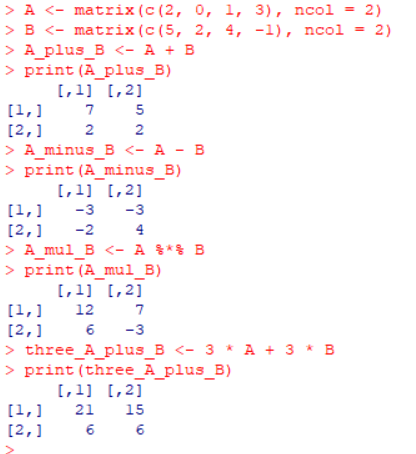 > A <- matrix(c(2, 0, 1, 3), ncol = 2)
> B <- matrix(c(5, 2, 4, -1), ncol = 2)
> A_plus_B <- A + B
> print(A_plus_B)
     [,1] [,2]
[1,]    7    5
[2,]    2    2
> A_minus_B <- A - B
> print(A_minus_B)
     [,1] [,2]
[1,]   -3   -3
[2,]   -2    4
> A_mul_B <- A %*% B
> print(A_mul_B)
     [,1] [,2]
[1,]   12    7
[2,]    6   -3
> three_A_plus_B <- 3 * A + 3 * B
> print(three_A_plus_B)
     [,1] [,2]
[1,]   21   15
[2,]    6    6
>